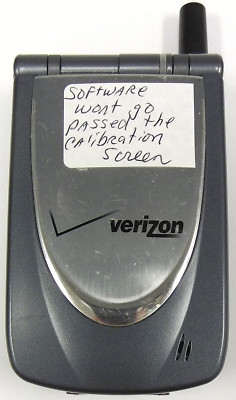 SOFTWARE
wont go
passed the
CALIBRATION
Screen
verizon